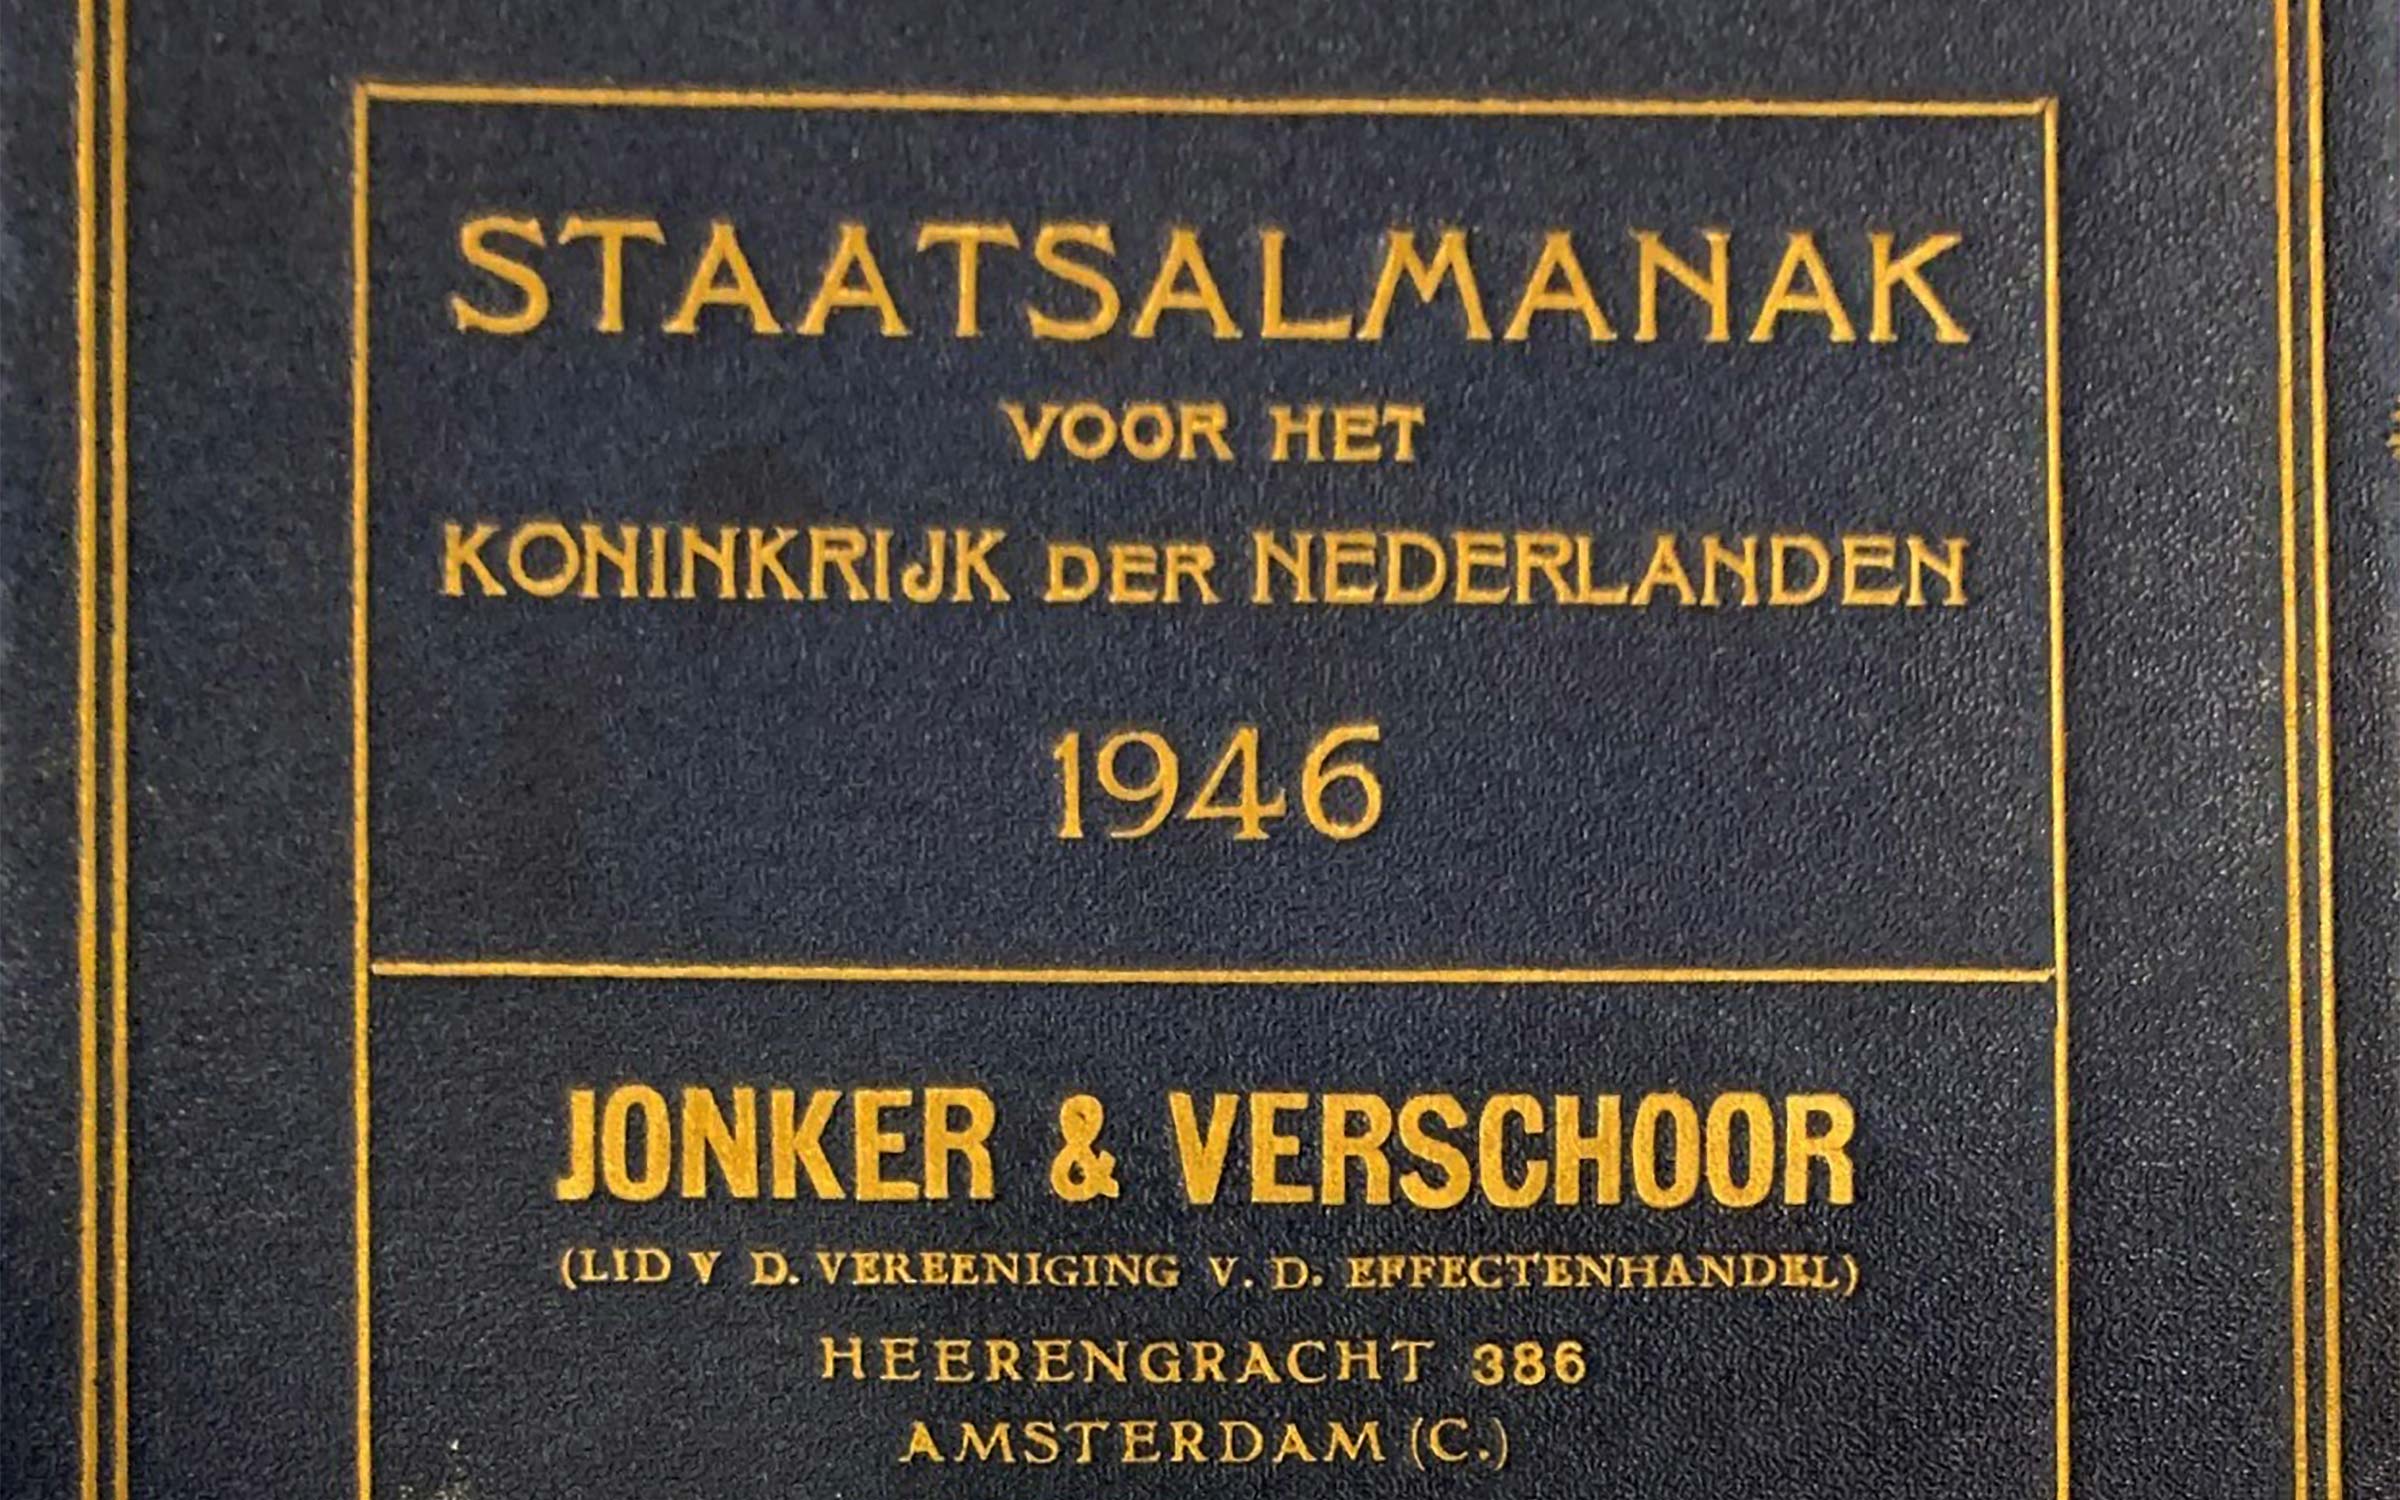 STAATSALMANAK
VOOR HET
KONINKRIJK DER NEDERLANDEN
1946
JONKER & VERSCHOOR
(LID V D. VEREENIGING V. D. EFFECTENHANDEL)
HEERENGRACHT 386
AMSTERDAM (C.)